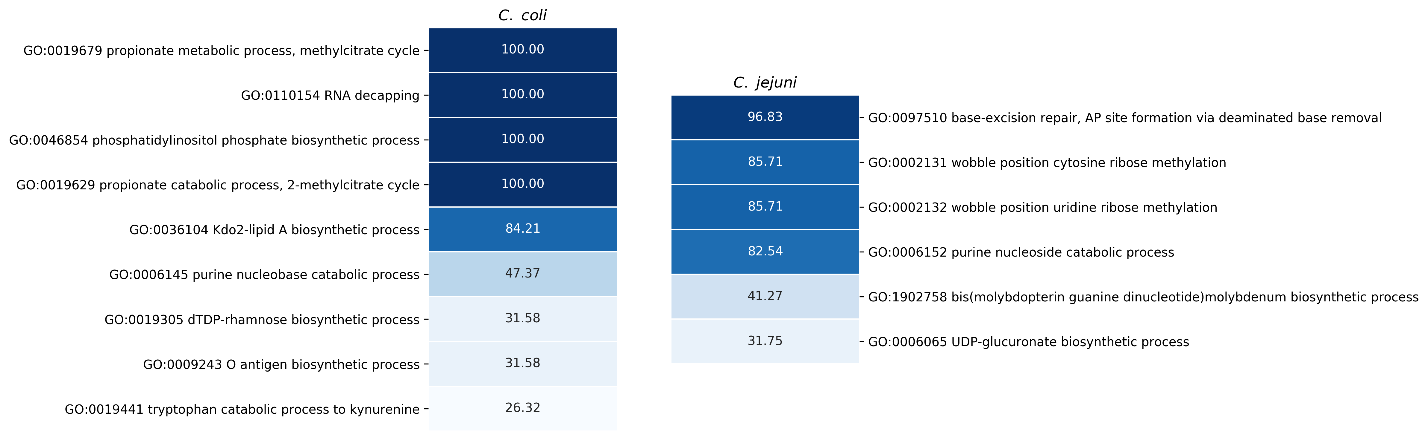 C. coli
GO:0019679 propionate metabolic process, methylcitrate cycle 100.00
GO:0110154 RNA decapping 100.00
GO:0046854 phosphatidylinositol phosphate biosynthetic process 100.00
GO:0019629 propionate catabolic process, 2-methylcitrate cycle 100.00
GO:0036104 Kdo2-lipid A biosynthetic process 84.21
GO:0006145 purine nucleobase catabolic process 47.37
GO:0019305 dTDP-rhamnose biosynthetic process 31.58
GO:0009243 O antigen biosynthetic process 31.58
GO:0019441 tryptophan catabolic process to kynurenine 26.32
C. jejuni
96.83 GO:0097510 base-excision repair, AP site formation via deaminated base removal
85.71 GO:0002131 wobble position cytosine ribose methylation
85.71 GO:0002132 wobble position uridine ribose methylation
82.54 GO:0006152 purine nucleoside catabolic process
41.27 GO:1902758 bis(molybdopterin guanine dinucleotide)molybdenum biosynthetic process
31.75 GO:0006065 UDP-glucuronate biosynthetic process